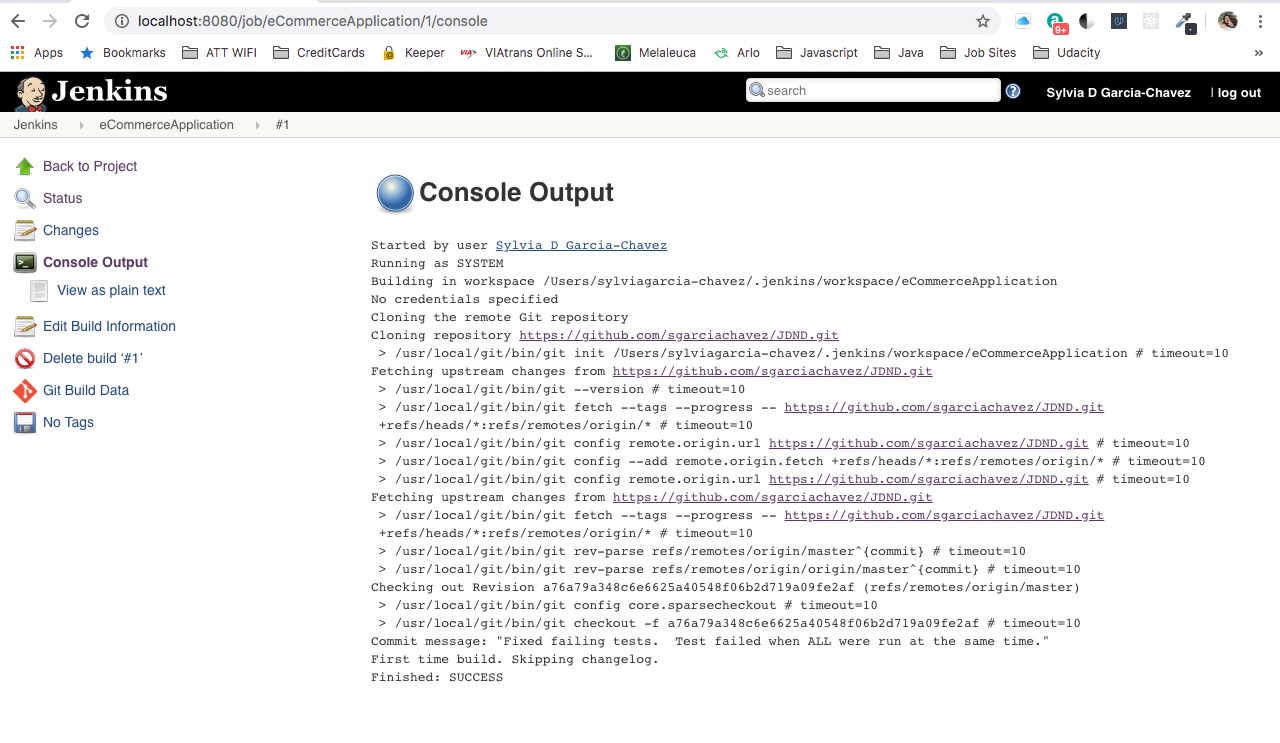 localhost:8080/job/eCommerceApplication/1/console
9+
Apps Bookmarks ATT WIFI CreditCards Keeper VIA VIAtrans Online S... Melaleuca Arlo Javascript Java Job Sites Udacity »
Jenkins search ? Sylvia D Garcia-Chavez | log out
Jenkins eCommerceApplication #1
Back to Project
Status
Changes
Console Output
View as plain text
Edit Build Information
Delete build ‘#1’
Git Build Data
No Tags
Console Output
Started by user Sylvia D Garcia-Chavez
Running as SYSTEM
Building in workspace /Users/sylviagarcia-chavez/.jenkins/workspace/eCommerceApplication
No credentials specified
Cloning the remote Git repository
Cloning repository https://github.com/sgarciachavez/JDND.git
> /usr/local/git/bin/git init /Users/sylviagarcia-chavez/.jenkins/workspace/eCommerceApplication # timeout=10
Fetching upstream changes from https://github.com/sgarciachavez/JDND.git
> /usr/local/git/bin/git --version # timeout=10
> /usr/local/git/bin/git fetch --tags --progress -- https://github.com/sgarciachavez/JDND.git
+refs/heads/*:refs/remotes/origin/* # timeout=10
> /usr/local/git/bin/git config remote.origin.url https://github.com/sgarciachavez/JDND.git # timeout=10
> /usr/local/git/bin/git config --add remote.origin.fetch +refs/heads/*:refs/remotes/origin/* # timeout=10
> /usr/local/git/bin/git config remote.origin.url https://github.com/sgarciachavez/JDND.git # timeout=10
Fetching upstream changes from https://github.com/sgarciachavez/JDND.git
> /usr/local/git/bin/git fetch --tags --progress -- https://github.com/sgarciachavez/JDND.git
+refs/heads/*:refs/remotes/origin/* # timeout=10
> /usr/local/git/bin/git rev-parse refs/remotes/origin/master^{commit} # timeout=10
> /usr/local/git/bin/git rev-parse refs/remotes/origin/origin/master^{commit} # timeout=10
Checking out Revision a76a79a348c6e6625a40548f06b2d719a09fe2af (refs/remotes/origin/master)
> /usr/local/git/bin/git config core.sparsecheckout # timeout=10
> /usr/local/git/bin/git checkout -f a76a79a348c6e6625a40548f06b2d719a09fe2af # timeout=10
Commit message: "Fixed failing tests.  Test failed when ALL were run at the same time."
First time build. Skipping changelog.
Finished: SUCCESS